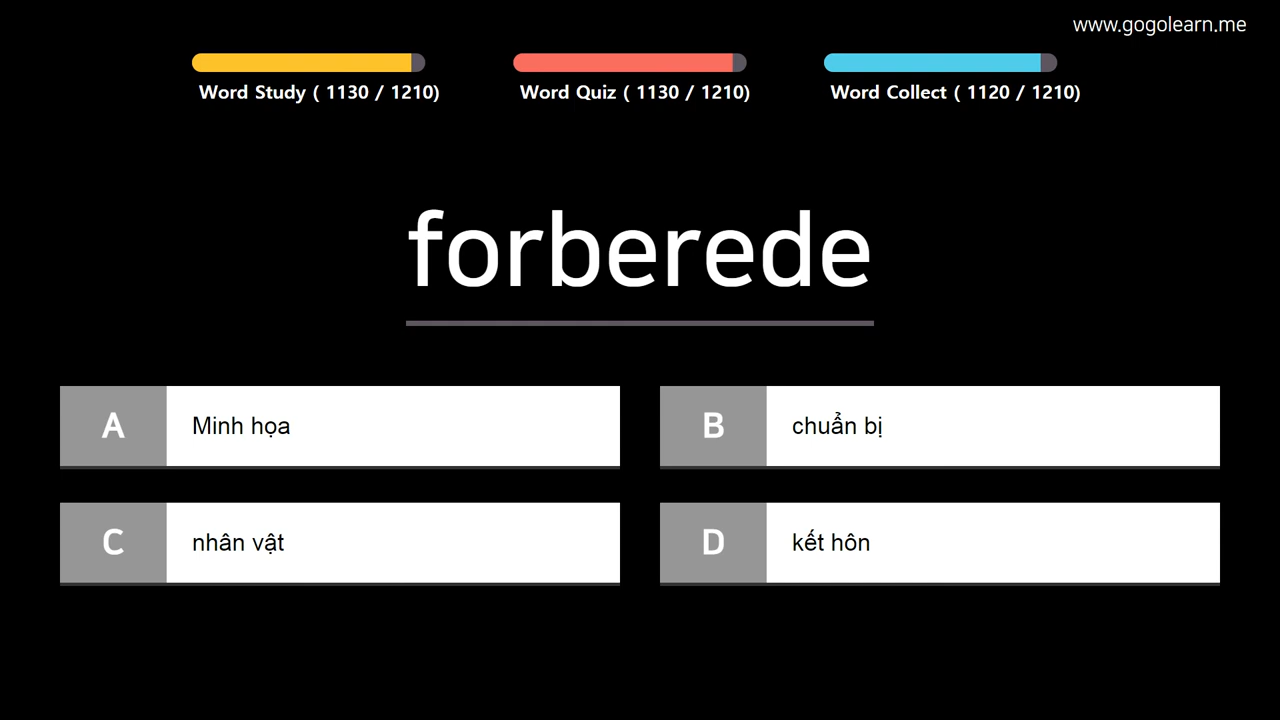 www.gogolearn.me
Word Study ( 1130 / 1210)
Word Quiz ( 1130 / 1210)
Word Collect ( 1120 / 1210)
forberede
A Minh họa
B chuẩn bị
C nhân vật
D kết hôn